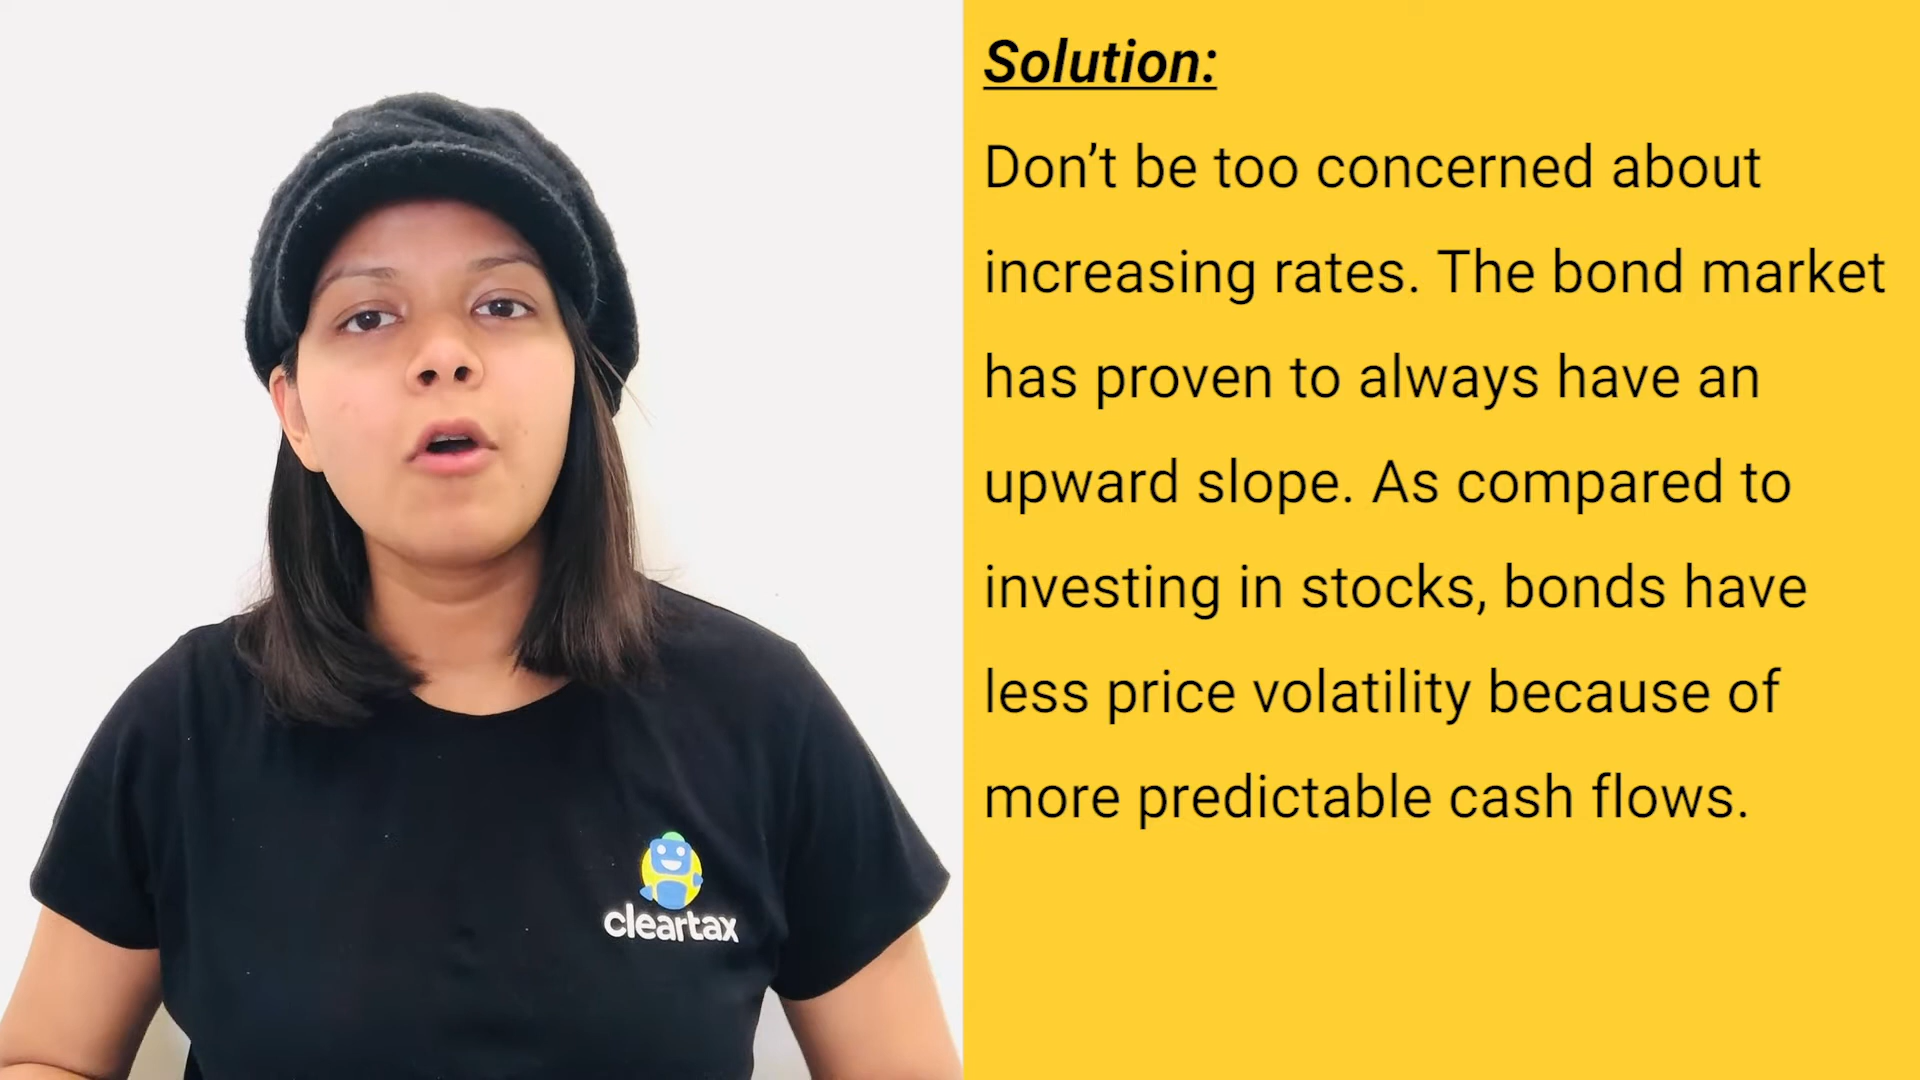 Solution:
Don’t be too concerned about
increasing rates. The bond market
has proven to always have an
upward slope. As compared to
investing in stocks, bonds have
less price volatility because of
more predictable cash flows.
cleartax